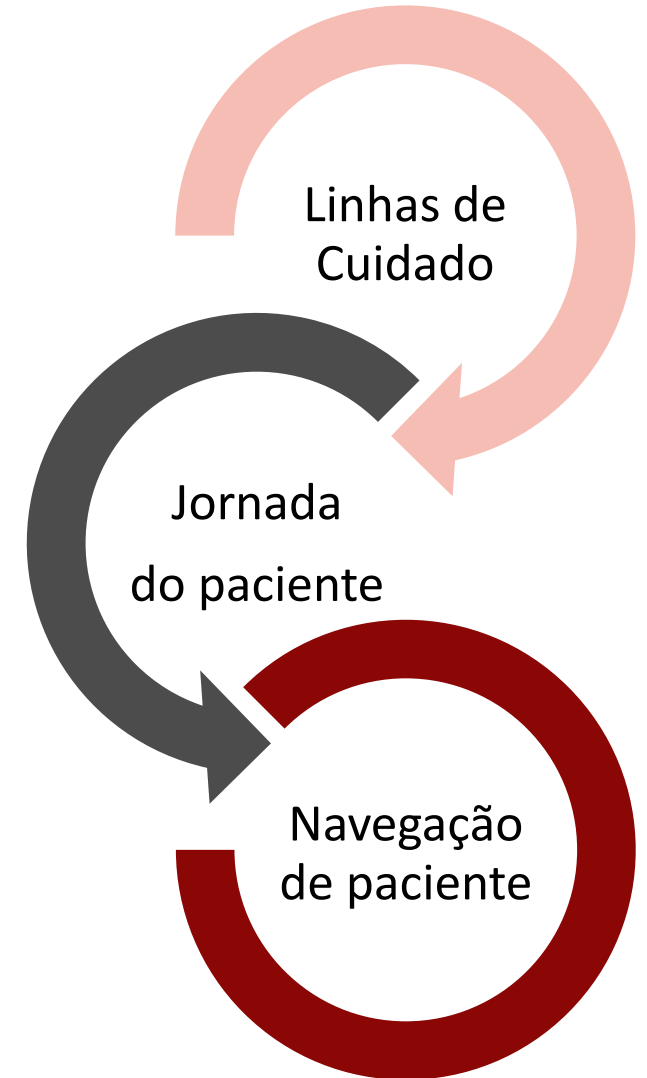 Linhas de
Cuidado
Jornada
do paciente
Navegação
de paciente